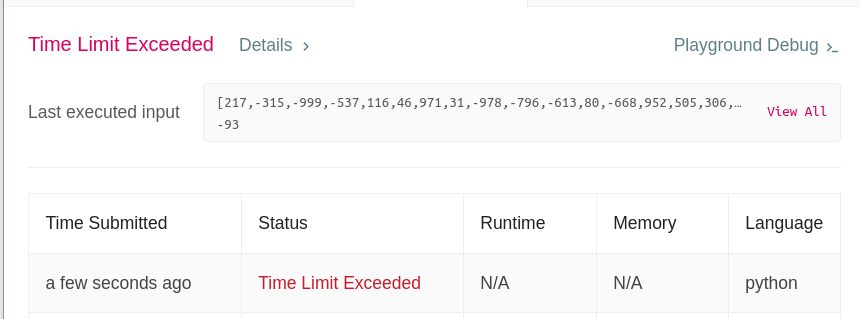 Time Limit Exceeded Details > Playground Debug >_
Last executed input [217,-315,-999,-537,116,46,971,31,-978,-796,-613,80,-668,952,505,306,… View All
-93
Time Submitted Status Runtime Memory Language
a few seconds ago Time Limit Exceeded N/A N/A python